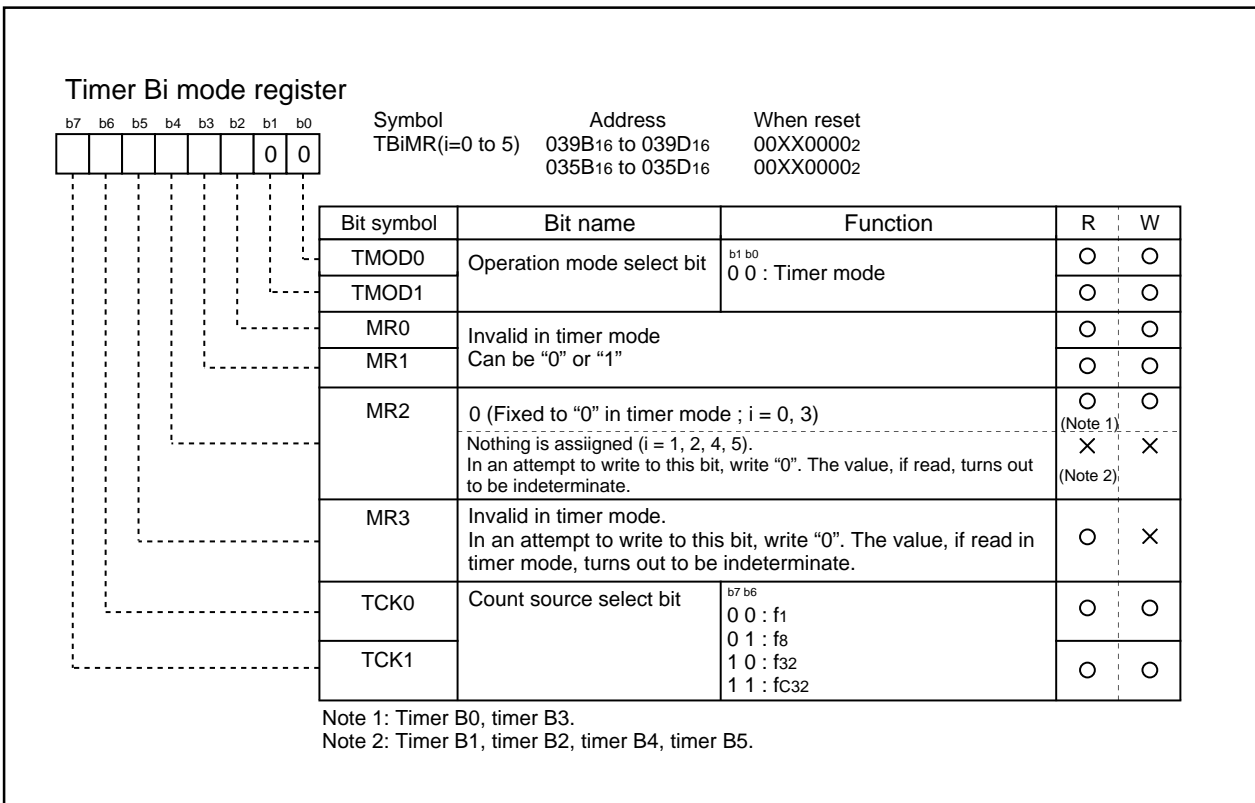 Timer Bi mode register
b7 b6 b5 b4 b3 b2 b1 b0
0 0
Symbol Address When reset
TBiMR(i=0 to 5) 039B16 to 039D16 00XX00002
035B16 to 035D16 00XX00002
Bit symbol Bit name Function R W
TMOD0 Operation mode select bit b1 b0
0 0 : Timer mode
TMOD1
MR0 Invalid in timer mode
MR1 Can be “0” or “1”
MR2 0 (Fixed to “0” in timer mode ; i = 0, 3) (Note 1)
Nothing is assiigned (i = 1, 2, 4, 5).
In an attempt to write to this bit, write “0”. The value, if read, turns out
to be indeterminate.
(Note 2)
MR3 Invalid in timer mode.
In an attempt to write to this bit, write “0”. The value, if read in
timer mode, turns out to be indeterminate.
TCK0 Count source select bit b7 b6
0 0 : f1
0 1 : f8
TCK1 1 0 : f32
1 1 : fC32
Note 1: Timer B0, timer B3.
Note 2: Timer B1, timer B2, timer B4, timer B5.